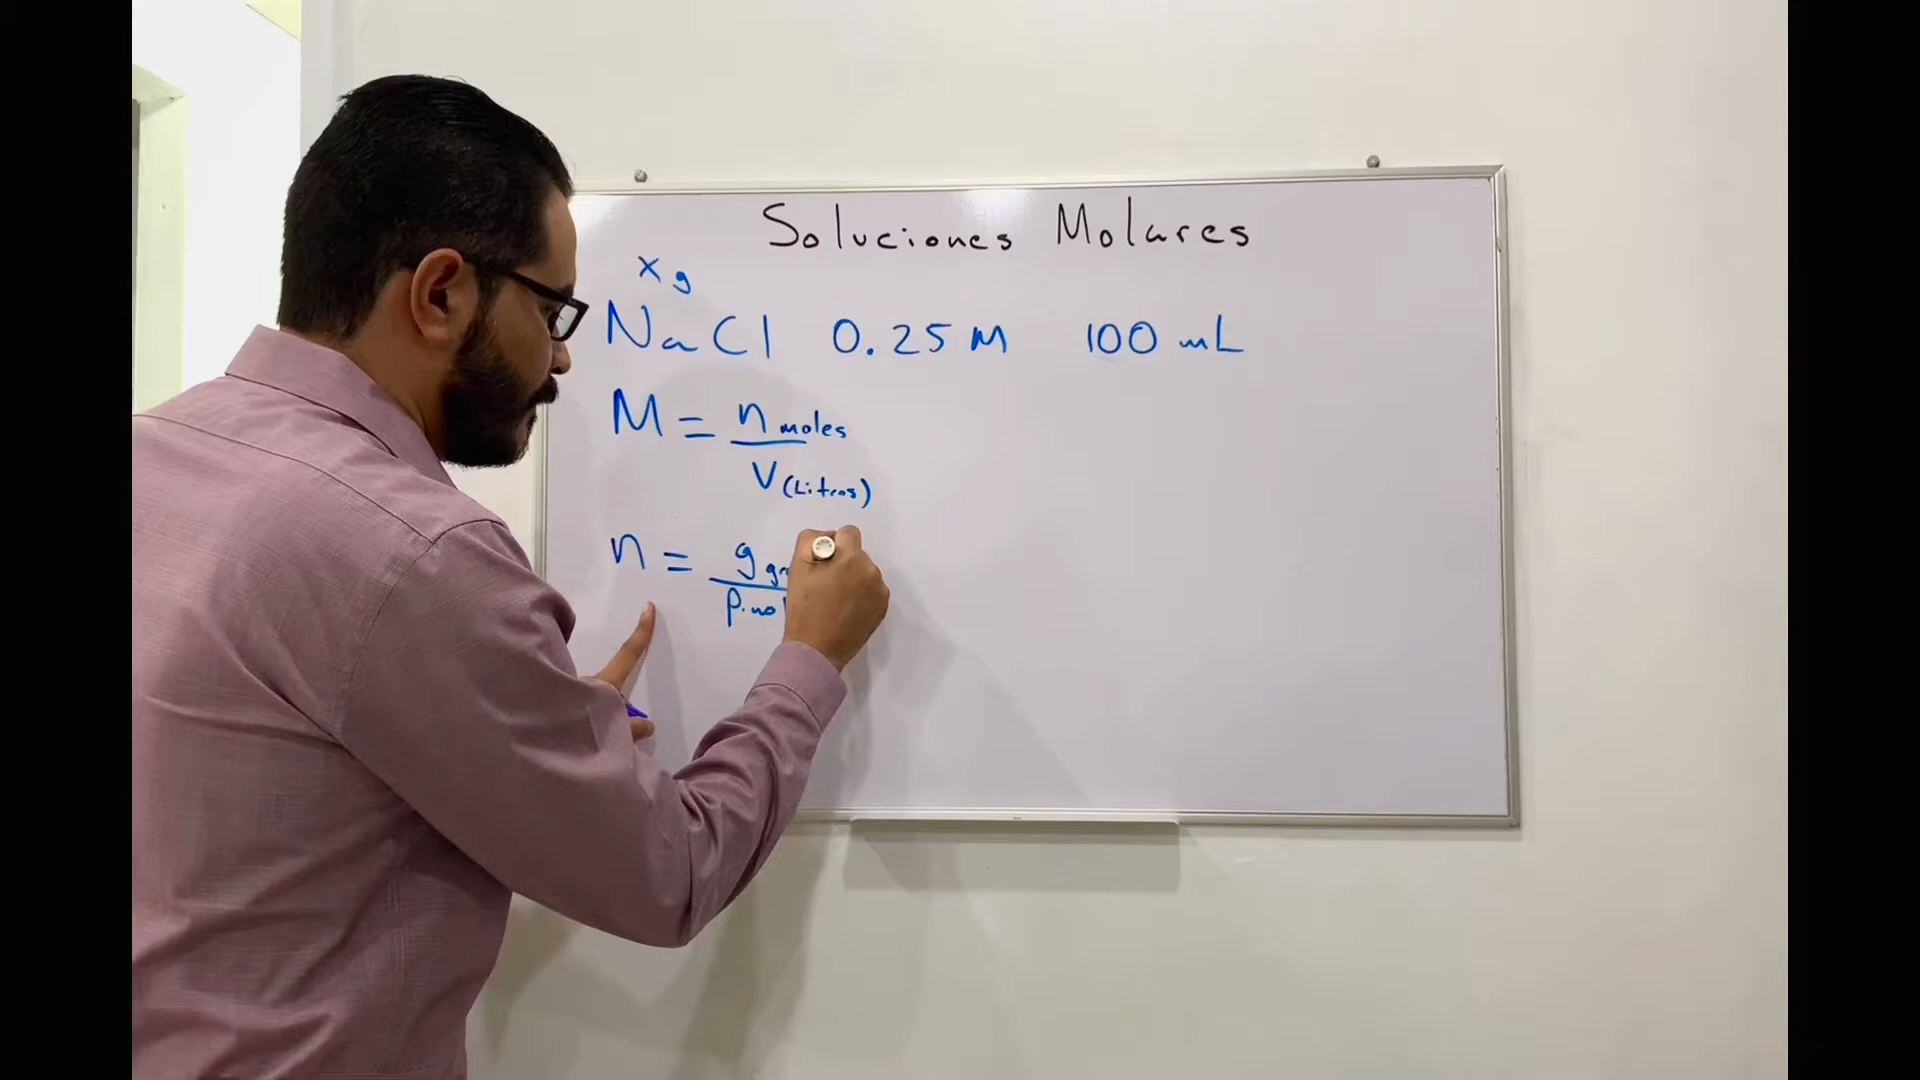 Soluciones Molares
x g
NaCl 0.25 M 100 mL
M = n moles
V (Litros)
n = g